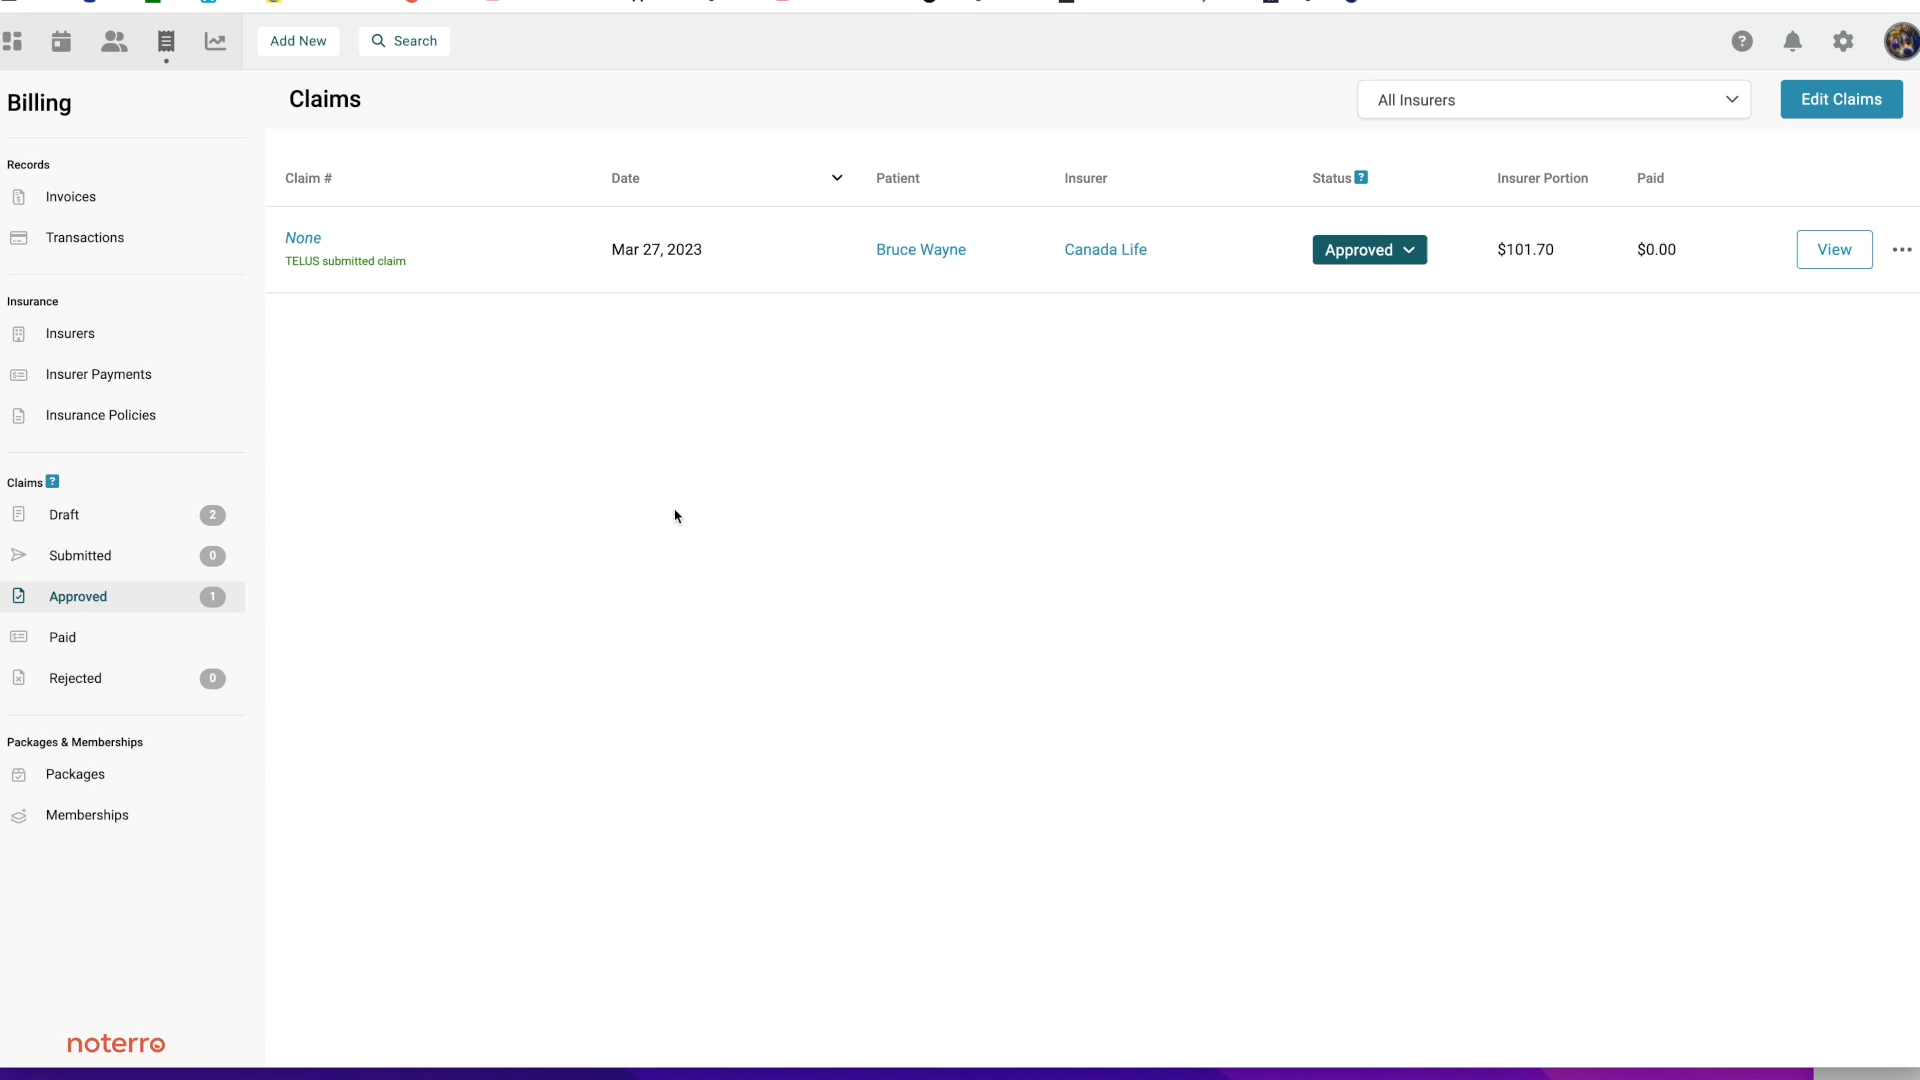 Add New
Search
Billing
Claims
All Insurers
Edit Claims
Records
Invoices
Transactions
Insurance
Insurers
Insurer Payments
Insurance Policies
Claims ?
Draft 2
Submitted 0
Approved 1
Paid
Rejected 0
Packages & Memberships
Packages
Memberships
noterro
Claim # Date Patient Insurer Status ? Insurer Portion Paid
None
TELUS submitted claim
Mar 27, 2023 Bruce Wayne Canada Life Approved $101.70 $0.00 View